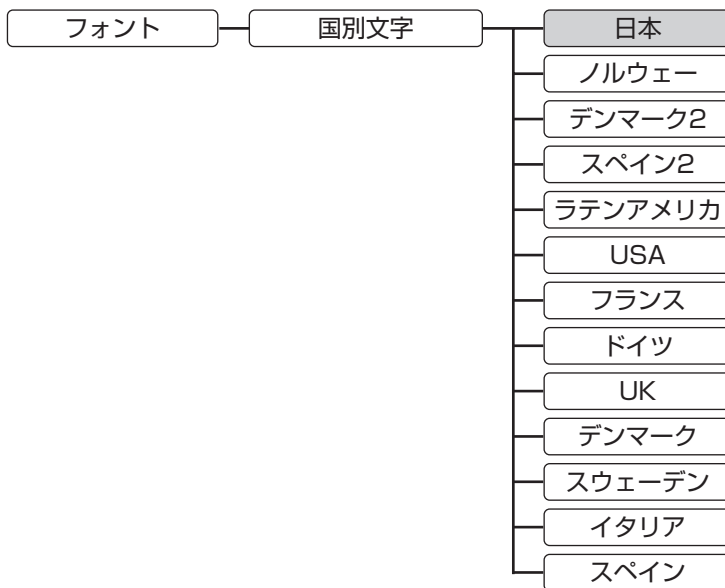 フォント 国別文字 日本
ノルウェー
デンマーク2
スペイン2
ラテンアメリカ
USA
フランス
ドイツ
UK
デンマーク
スウェーデン
イタリア
スペイン